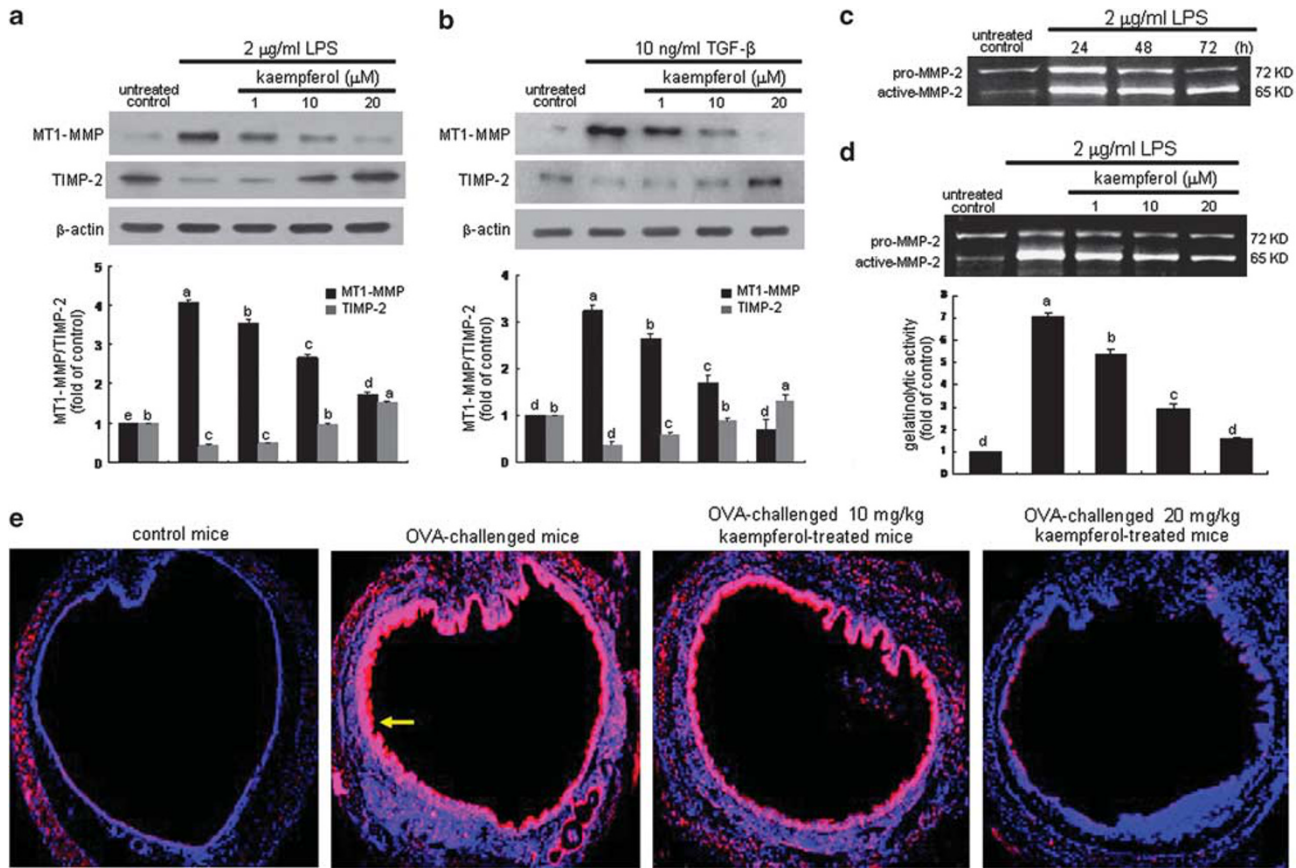 a
2 μg/ml LPS
kaempferol (μM)
untreated
control
1 10 20
MT1-MMP
TIMP-2
β-actin
MT1-MMP/TIMP-2
(fold of control)
5
4
3
2
1
0
MT1-MMP
TIMP-2
e b a c b c c b d a
b
10 ng/ml TGF-β
kaempferol (μM)
untreated
control
1 10 20
MT1-MMP
TIMP-2
β-actin
MT1-MMP/TIMP-2
(fold of control)
4
3
2
1
0
MT1-MMP
TIMP-2
d b a d b c c b d a
c
2 μg/ml LPS
untreated
control
24 48 72 (h)
pro-MMP-2 72 KD
active-MMP-2 65 KD
d
2 μg/ml LPS
kaempferol (μM)
untreated
control
1 10 20
pro-MMP-2 72 KD
active-MMP-2 65 KD
gelatinolytic activity
(fold of control)
8
7
6
5
4
3
2
1
0
d a b c d
e
control mice
OVA-challenged mice
OVA-challenged 10 mg/kg
kaempferol-treated mice
OVA-challenged 20 mg/kg
kaempferol-treated mice